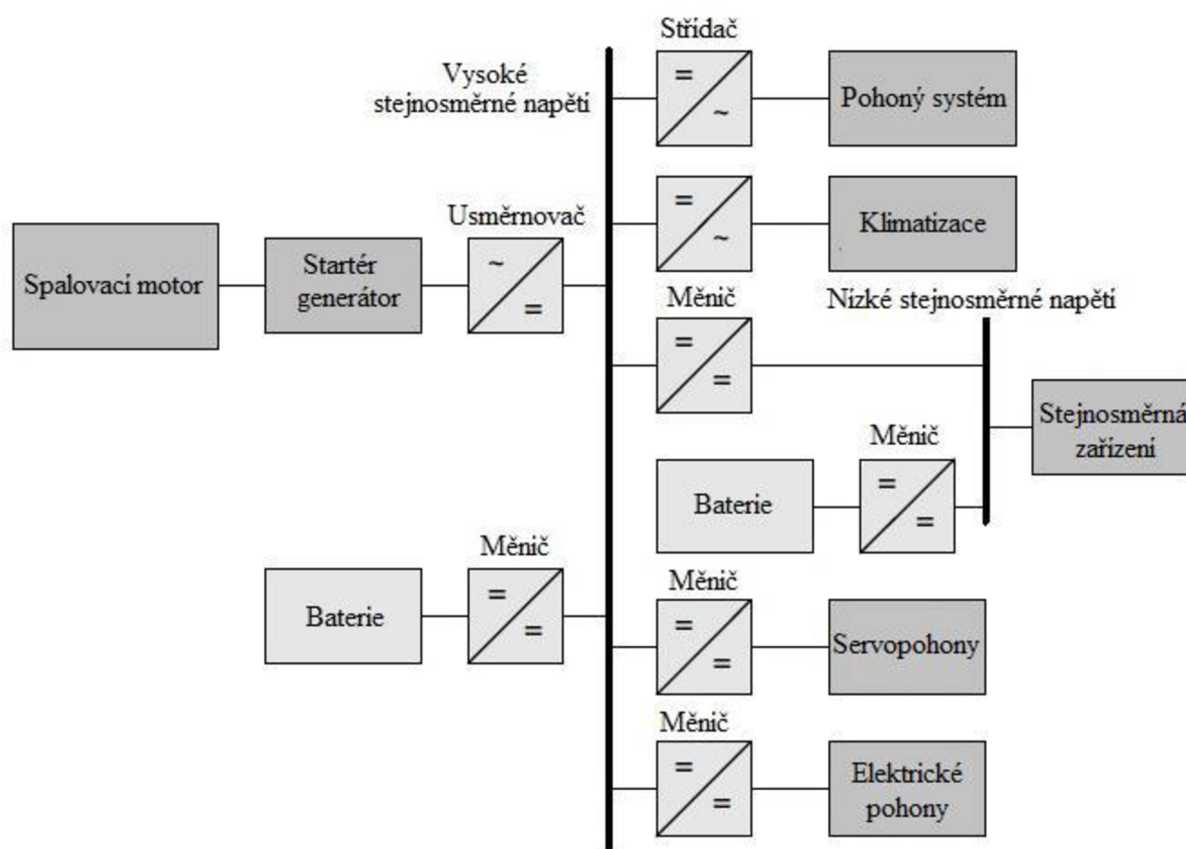 Střídač
= ~
Pohoný systém
Vysoké
stejnosměrné napětí
= ~
Klimatizace
Spalovací motor
Startér
generátor
Usměrnovač
~ =
Měnič
= =
Nízké stejnosměrné napětí
Stejnosměrná
zařízení
Baterie
Měnič
= =
Baterie
Měnič
= =
Měnič
= =
Servopohony
Měnič
= =
Elektrické
pohony